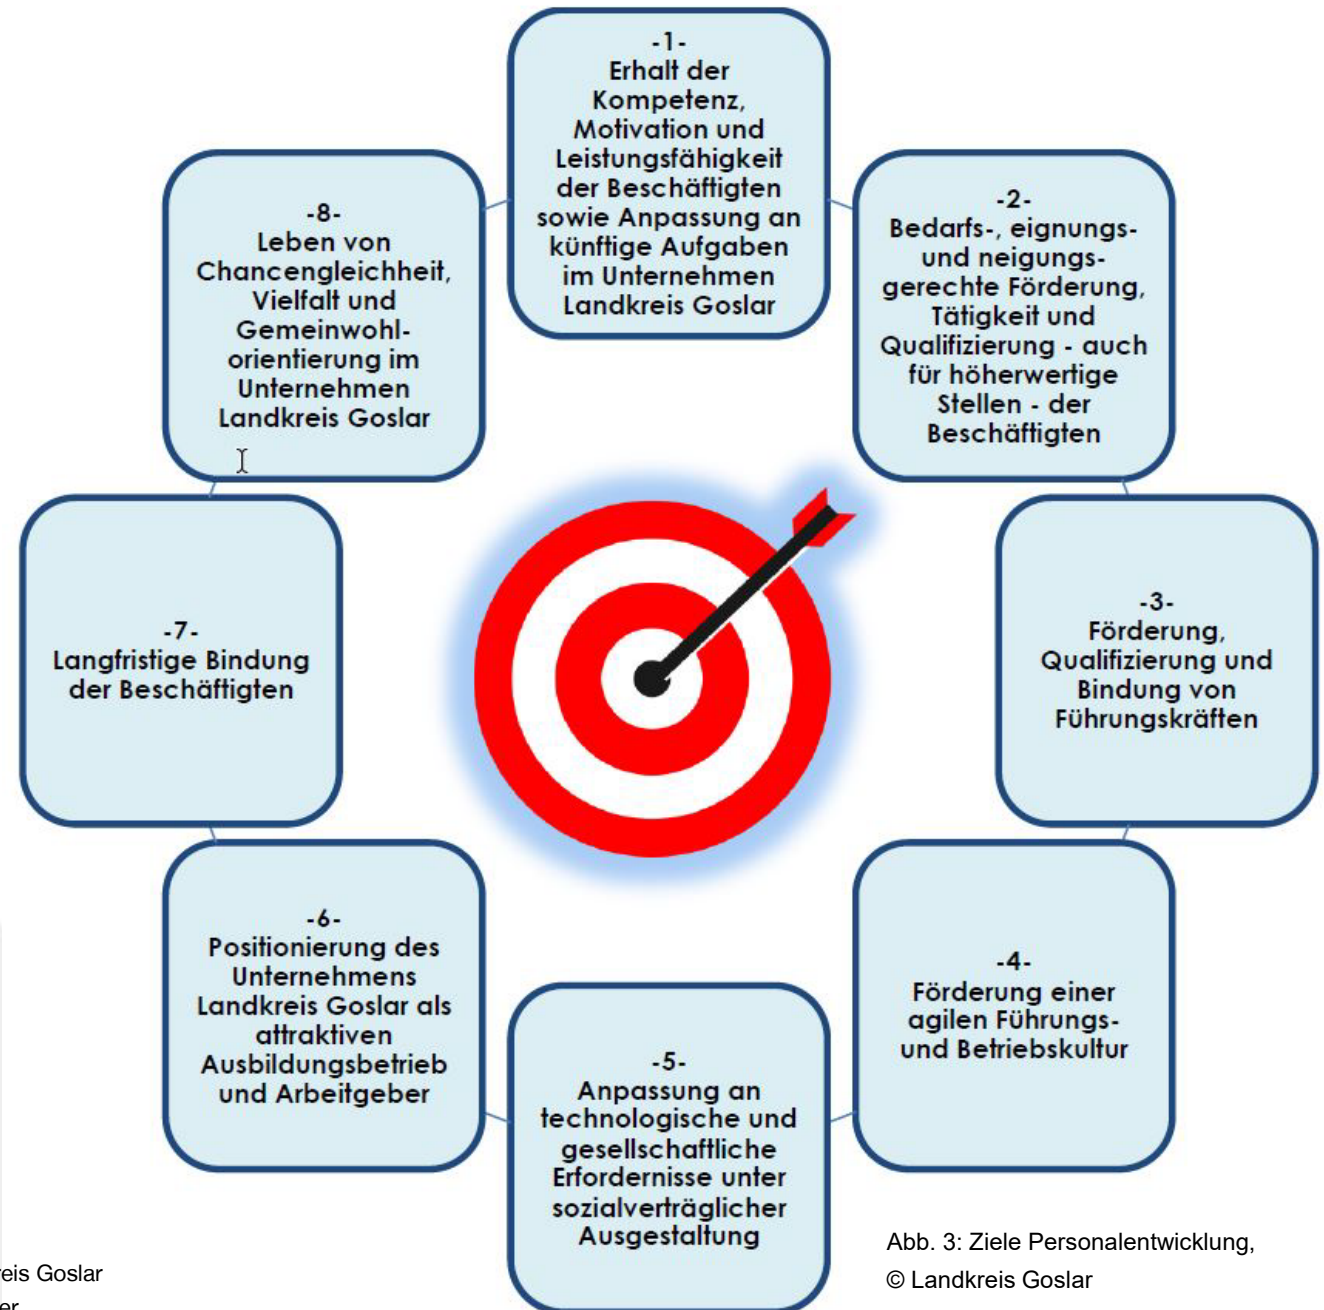 -1-
Erhalt der
Kompetenz,
Motivation und
Leistungsfähigkeit
der Beschäftigten
sowie Anpassung an
künftige Aufgaben
im Unternehmen
Landkreis Goslar
-2-
Bedarfs-, eignungs-
und neigungs-
gerechte Förderung,
Tätigkeit und
Qualifizierung - auch
für höherwertige
Stellen - der
Beschäftigten
-3-
Förderung,
Qualifizierung und
Bindung von
Führungskräften
-4-
Förderung einer
agilen Führungs-
und Betriebskultur
-5-
Anpassung an
technologische und
gesellschaftliche
Erfordernisse unter
sozialverträglicher
Ausgestaltung
-6-
Positionierung des
Unternehmens
Landkreis Goslar als
attraktiven
Ausbildungsbetrieb
und Arbeitgeber
-7-
Langfristige Bindung
der Beschäftigten
-8-
Leben von
Chancengleichheit,
Vielfalt und
Gemeinwohl-
orientierung im
Unternehmen
Landkreis Goslar
Abb. 3: Ziele Personalentwicklung,
© Landkreis Goslar
eis Goslar
er